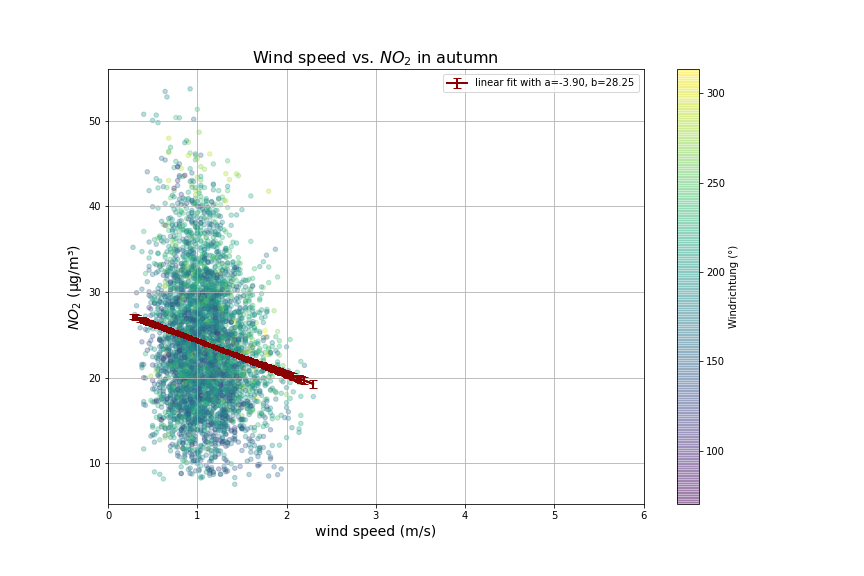 Wind speed vs. NO₂ in autumn
linear fit with a=-3.90, b=28.25
NO₂ (µg/m³)
50
40
30
20
10
0 1 2 3 4 5 6
wind speed (m/s)
300
250
200
150
100
Windrichtung (°)